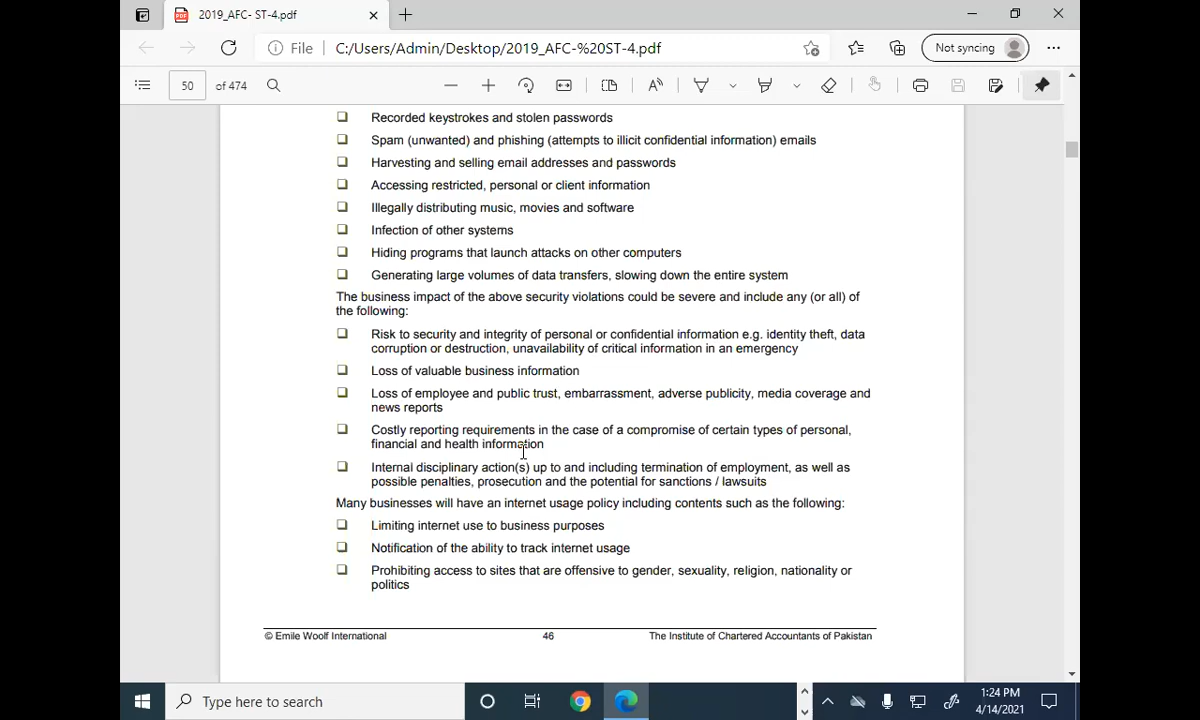 2019_AFC- ST-4.pdf
File
C:/Users/Admin/Desktop/2019_AFC-%20ST-4.pdf
Not syncing
50 of 474
Recorded keystrokes and stolen passwords
Spam (unwanted) and phishing (attempts to illicit confidential information) emails
Harvesting and selling email addresses and passwords
Accessing restricted, personal or client information
Illegally distributing music, movies and software
Infection of other systems
Hiding programs that launch attacks on other computers
Generating large volumes of data transfers, slowing down the entire system
The business impact of the above security violations could be severe and include any (or all) of
the following:
Risk to security and integrity of personal or confidential information e.g. identity theft, data
corruption or destruction, unavailability of critical information in an emergency
Loss of valuable business information
Loss of employee and public trust, embarrassment, adverse publicity, media coverage and
news reports
Costly reporting requirements in the case of a compromise of certain types of personal,
financial and health information
Internal disciplinary action(s) up to and including termination of employment, as well as
possible penalties, prosecution and the potential for sanctions / lawsuits
Many businesses will have an internet usage policy including contents such as the following:
Limiting internet use to business purposes
Notification of the ability to track internet usage
Prohibiting access to sites that are offensive to gender, sexuality, religion, nationality or
politics
© Emile Woolf International
46
The Institute of Chartered Accountants of Pakistan
Type here to search
1:24 PM
4/14/2021